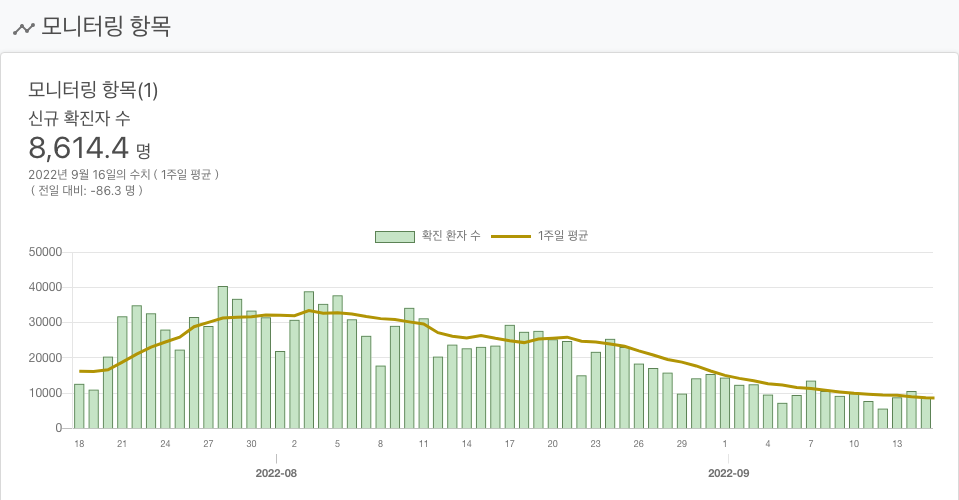 모니터링 항목
모니터링 항목(1)
신규 확진자 수
8,614.4 명
2022년 9월 16일의 수치 ( 1주일 평균 )
( 전일 대비: -86.3 명 )
확진 환자 수 1주일 평균
50000
40000
30000
20000
10000
0
18 21 24 27 30 2 5 8 11 14 17 20 23 26 29 1 4 7 10 13
2022-08 2022-09